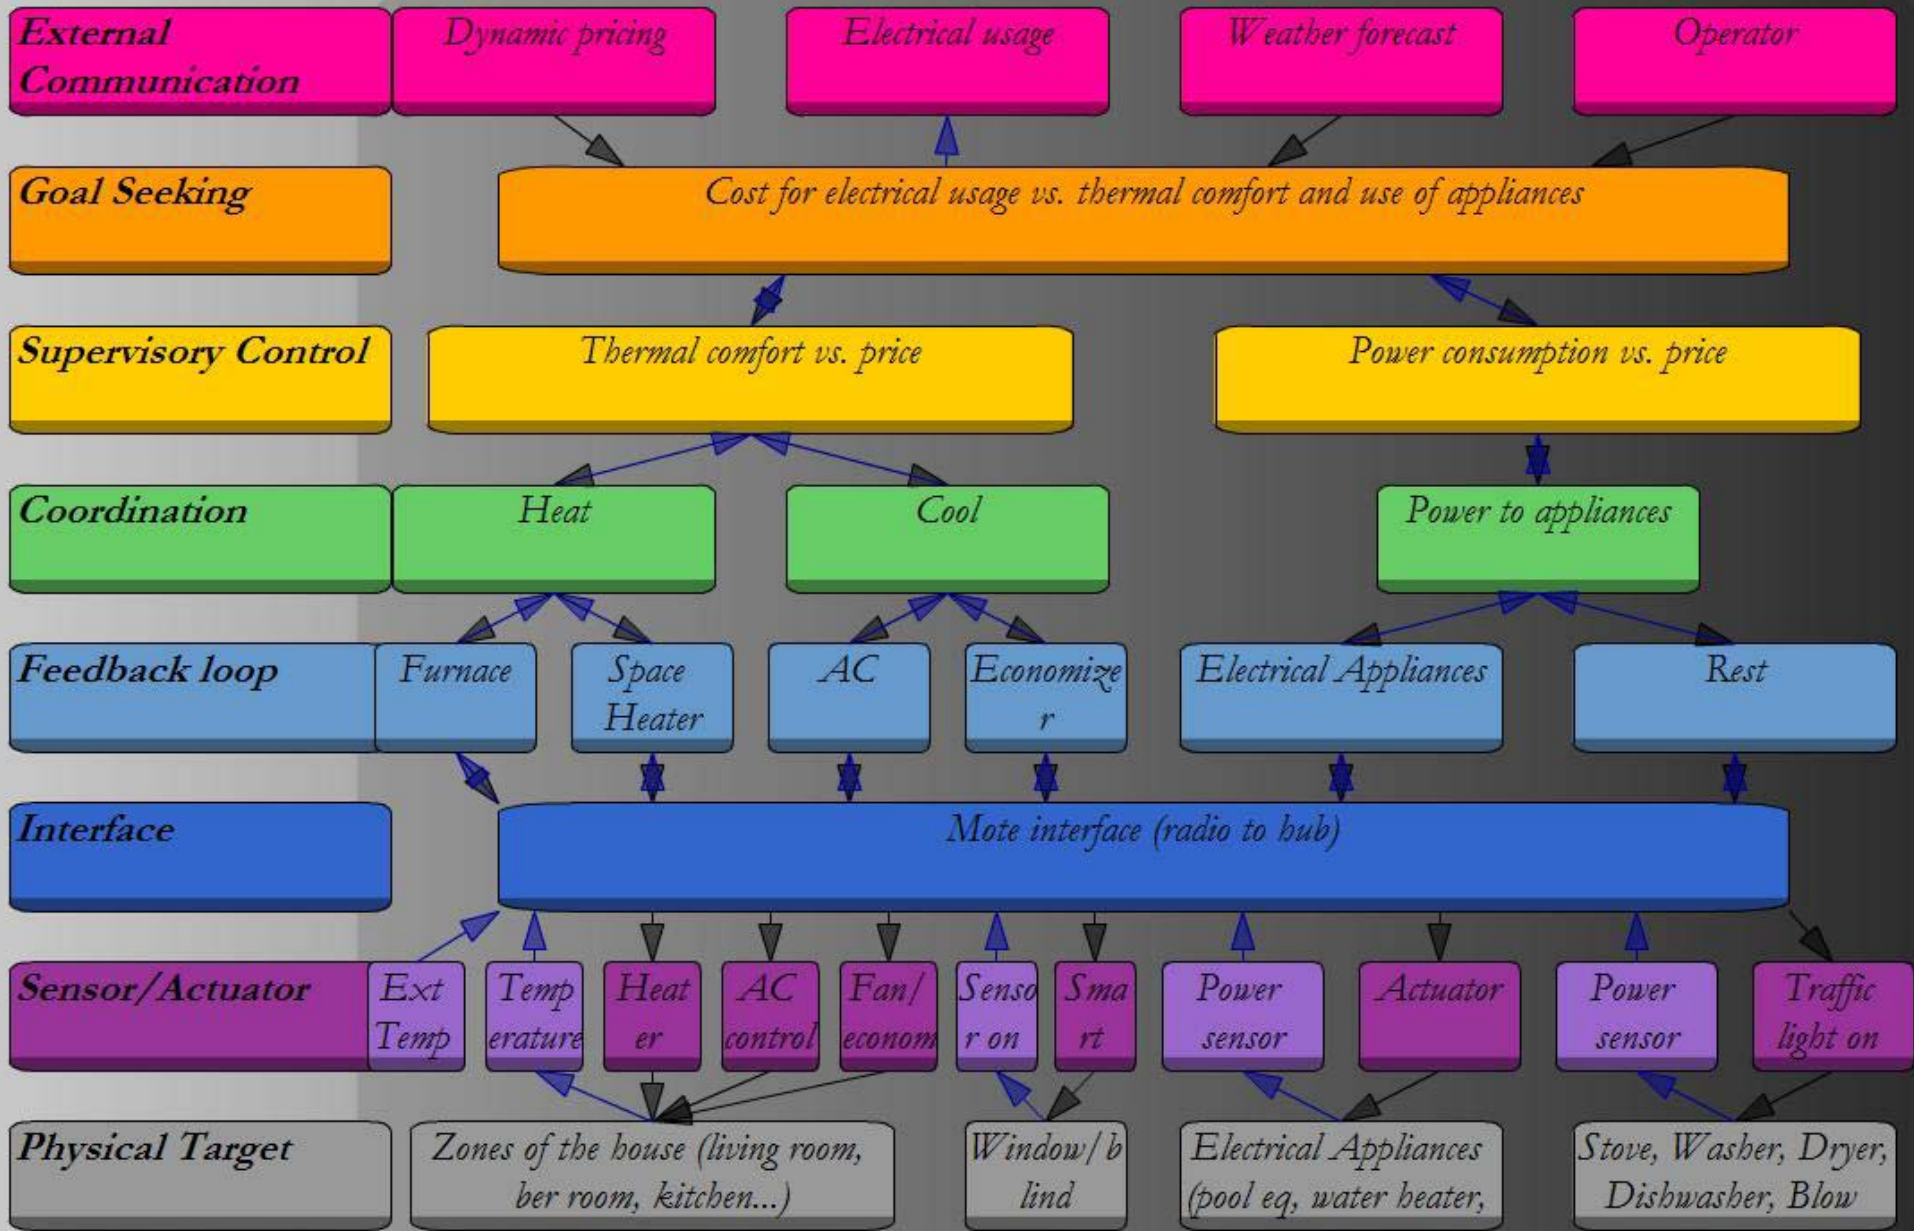 External
Communication
Dynamic pricing
Electrical usage
Weather forecast
Operator
Goal Seeking
Cost for electrical usage vs. thermal comfort and use of appliances
Supervisory Control
Thermal comfort vs. price
Power consumption vs. price
Coordination
Heat
Cool
Power to appliances
Feedback loop
Furnace
Space
Heater
AC
Economize
r
Electrical Appliances
Rest
Interface
Mote interface (radio to hub)
Sensor/Actuator
Ext
Temp
Temp
erature
Heat
er
AC
control
Fan/
econom
Senso
r on
Sma
rt
Power
sensor
Actuator
Power
sensor
Traffic
light on
Physical Target
Zones of the house (living room,
ber room, kitchen...)
Window/b
lind
Electrical Appliances
(pool eq, water heater,
Stove, Washer, Dryer,
Dishwasher, Blow